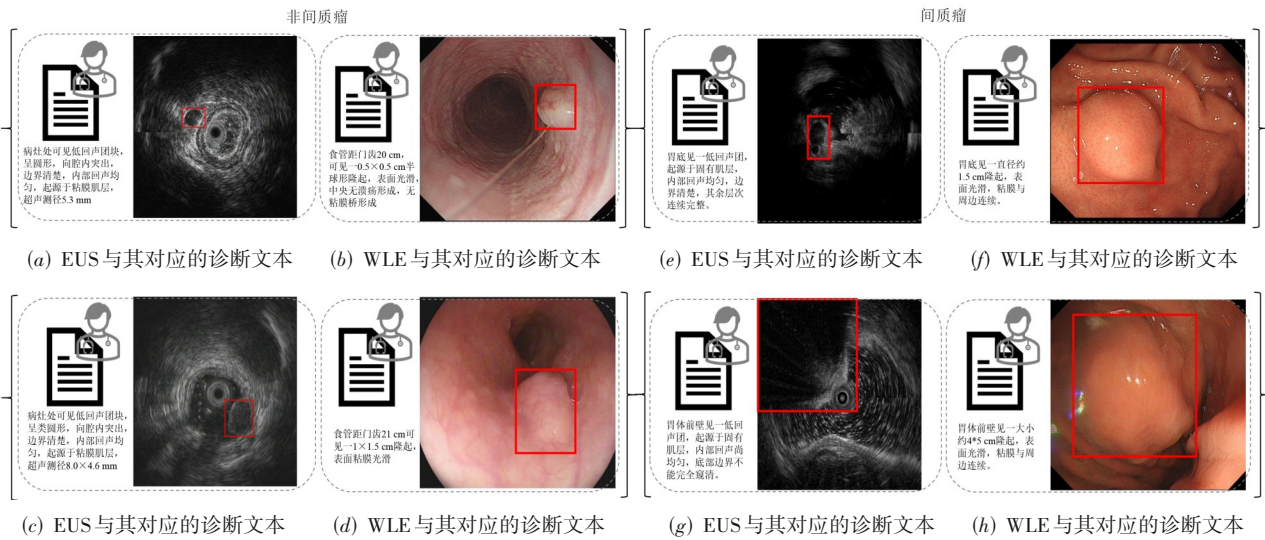 非间质瘤
间质瘤
病灶处可见低回声团块,
呈圆形，向腔内突出，
边界清楚，内部回声均
匀，起源于粘膜肌层，
超声测径5.3 mm
食管距门齿20 cm，
可见一0.5×0.5 cm半
球形隆起，表面光滑，
中央无溃疡形成，无
粘膜桥形成
胃底见一低回声团，
起源于固有肌层，
内部回声均匀，边
界清楚，其余层次
连续完整。
胃底见一直径约
1.5 cm隆起，表
面光滑，粘膜与
周边连续。
(a) EUS与其对应的诊断文本
(b) WLE与其对应的诊断文本
(e) EUS与其对应的诊断文本
(f) WLE与其对应的诊断文本
病灶处可见低回声团块,
呈类圆形，向腔内突出，
边界清楚，内部回声均
匀，起源于粘膜肌层，
超声测径8.0×4.6 mm
食管距门齿21 cm可
见一1×1.5 cm隆起，
表面粘膜光滑
胃体前壁见一低回
声团，起源于固有
肌层，内部回声尚
均匀，底部边界不
能完全窥清。
胃体前壁见一大小
约4*5 cm隆起，表
面光滑，粘膜与周
边连续。
(c) EUS与其对应的诊断文本
(d) WLE与其对应的诊断文本
(g) EUS与其对应的诊断文本
(h) WLE与其对应的诊断文本